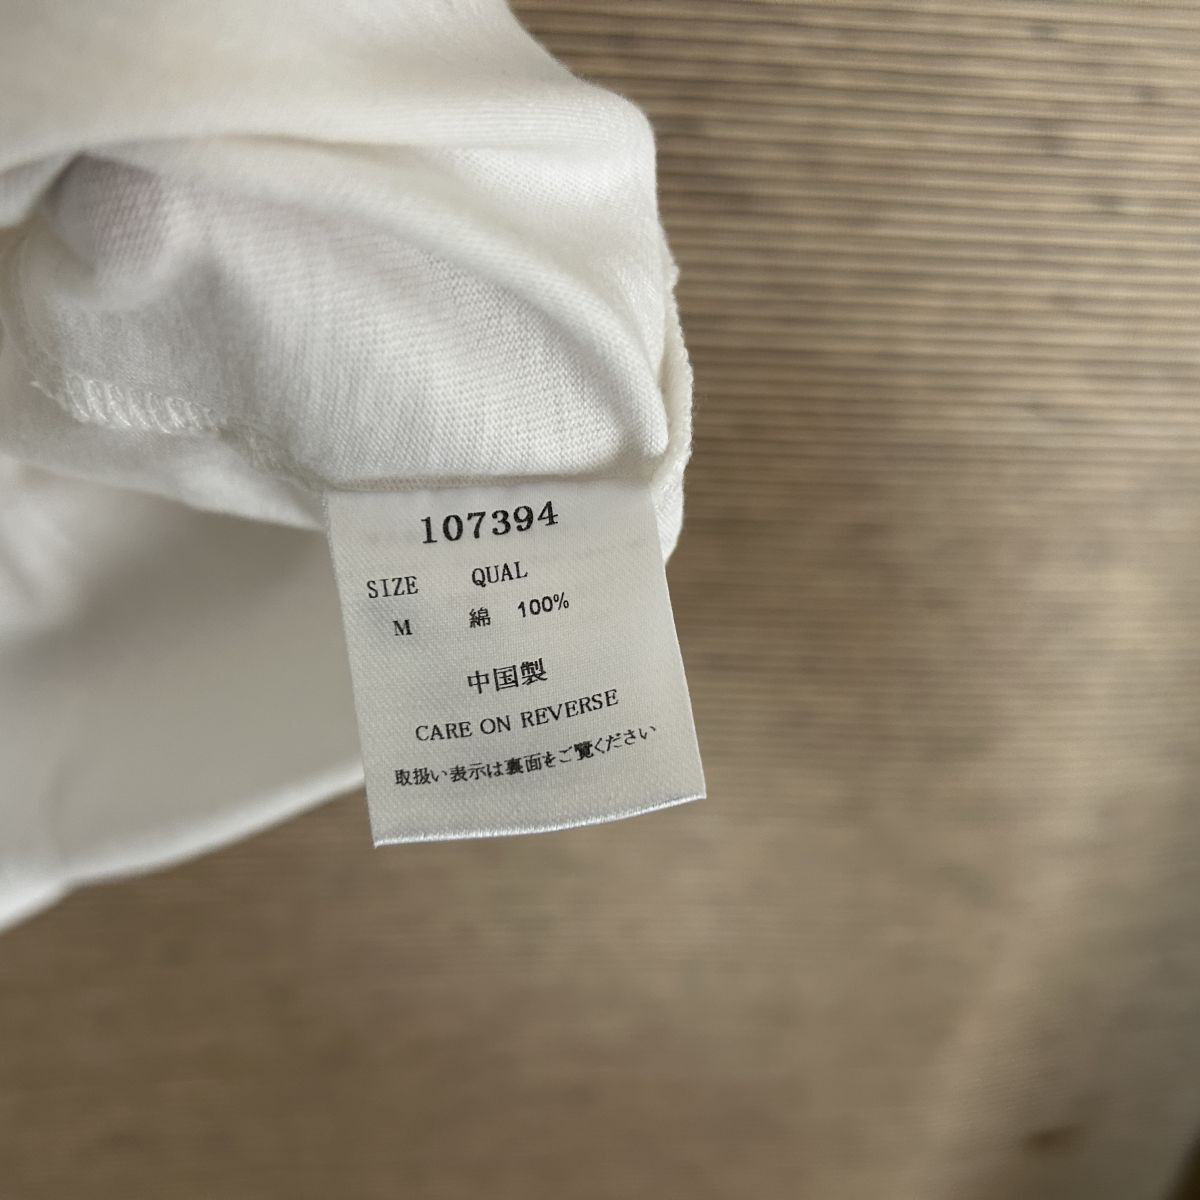 107394
SIZE QUAL
M 綿 100%
中国製
CARE ON REVERSE
取扱い表示は裏面をご覧ください